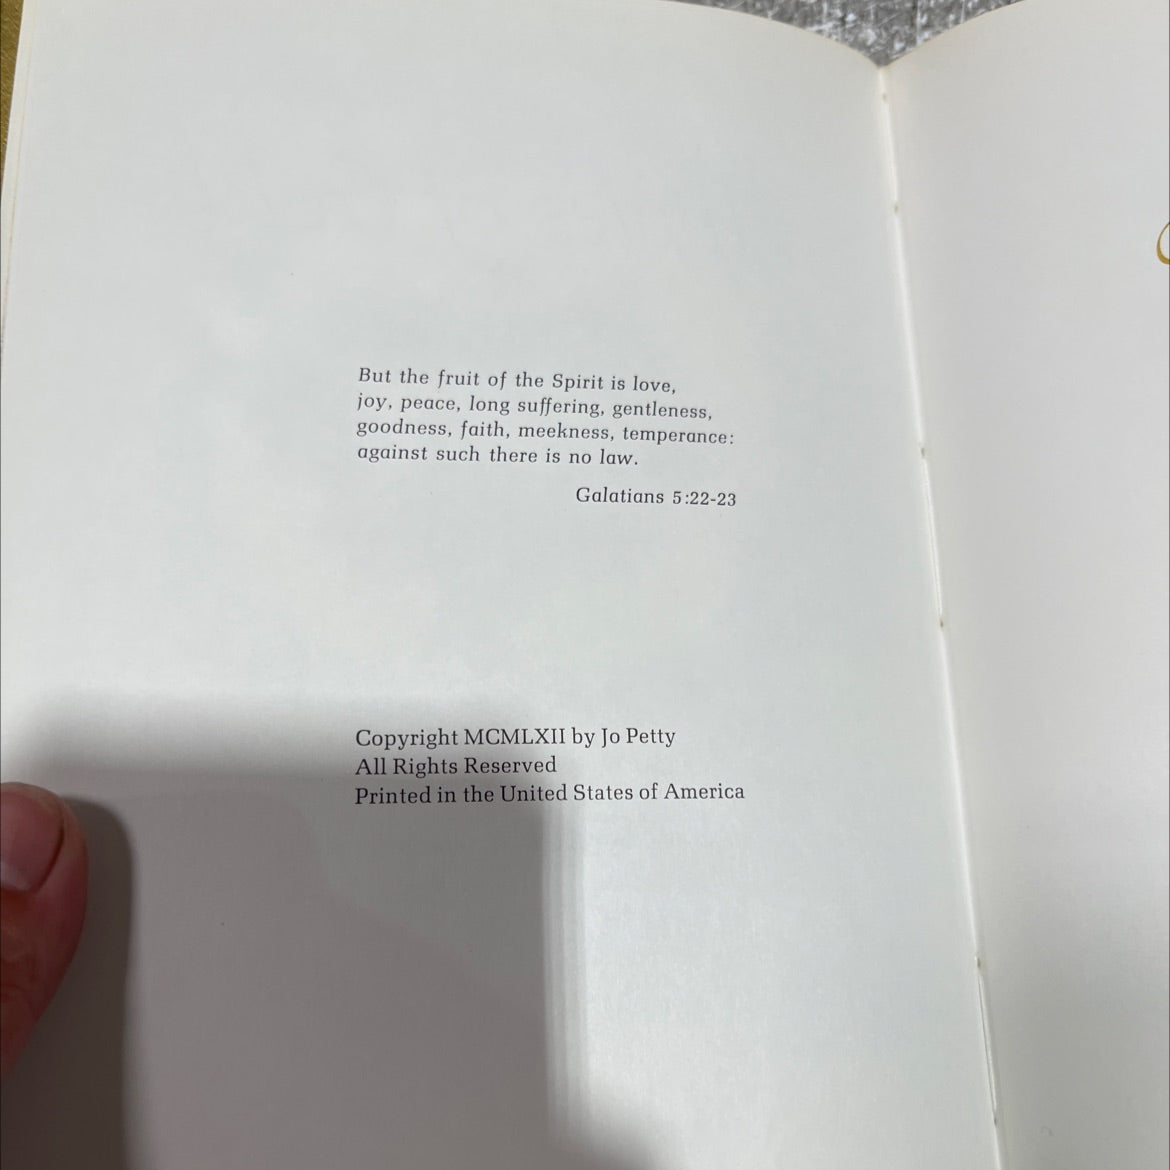 But the fruit of the Spirit is love,
joy, peace, long suffering, gentleness,
goodness, faith, meekness, temperance:
against such there is no law.
Galatians 5:22-23
Copyright MCMLXII by Jo Petty
All Rights Reserved
Printed in the United States of America